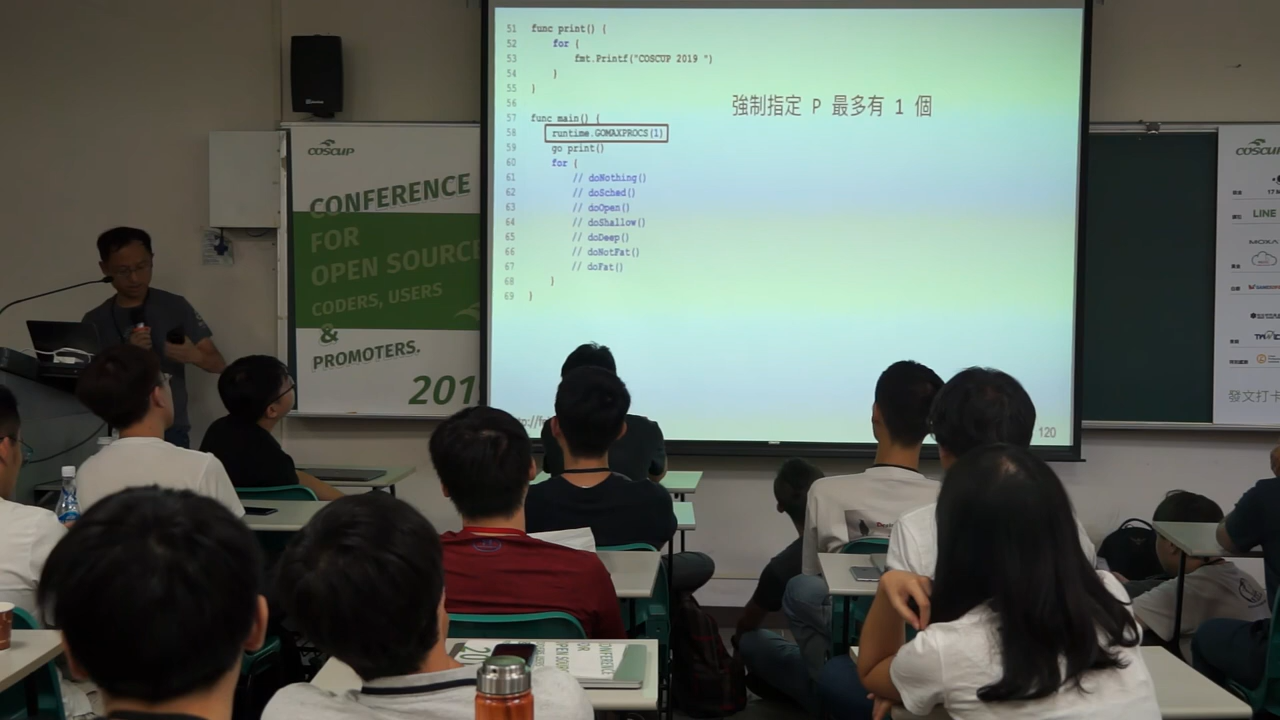 51 func print() {
52 for {
53 fmt.Printf("COSCUP 2019 ")
54 }
55 }
56
57 func main() {
58 runtime.GOMAXPROCS(1)
59 go print()
60 for {
61 // doNothing()
62 // doSched()
63 // doOpen()
64 // doShallow()
65 // doDeep()
66 // doNotFat()
67 // doFat()
68 }
69 }
強制指定 P 最多有 1 個
120
COSCUP
CONFERENCE
FOR
OPEN SOURCE
CODERS, USERS
&
PROMOTERS.
201
COSCUP
LINE
MOXA
發文打卡